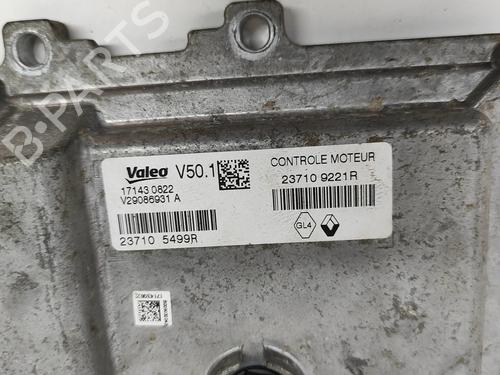 B-PARTS
Valeo V50.1
17143 0822
V29086931 A
23710 5499R
CONTROLE MOTEUR
23710 9221R
GL4